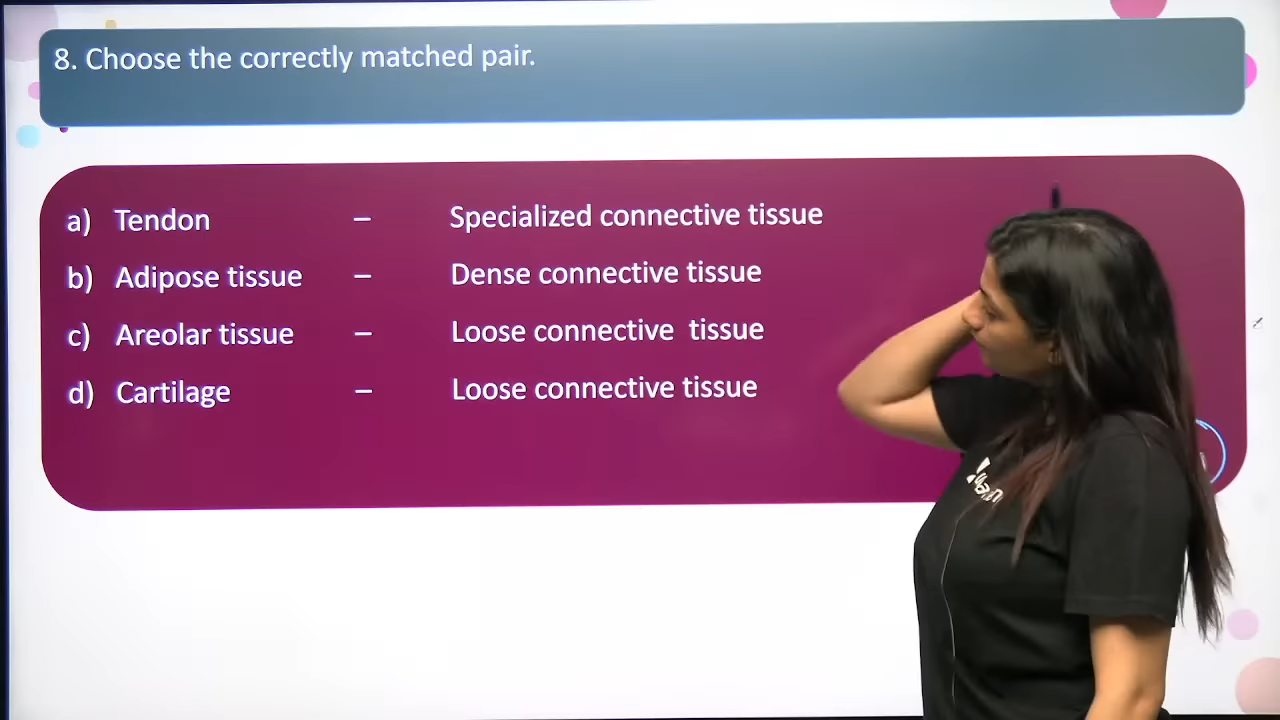 8. Choose the correctly matched pair.
a) Tendon – Specialized connective tissue
b) Adipose tissue – Dense connective tissue
c) Areolar tissue – Loose connective tissue
d) Cartilage – Loose connective tissue